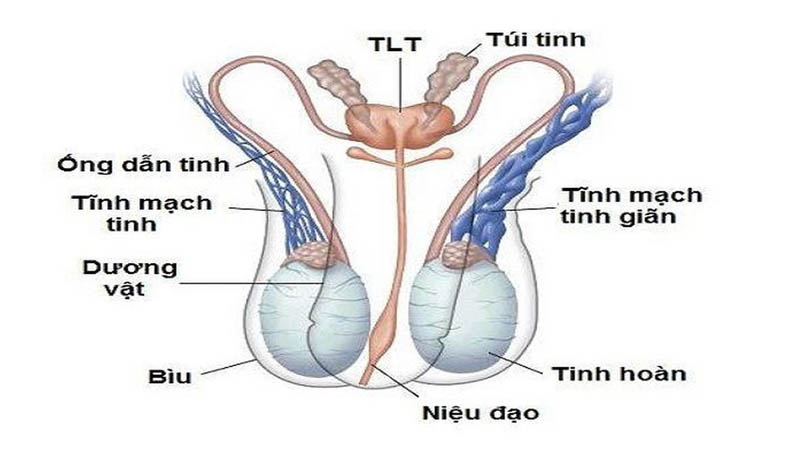 TLT
Túi tinh
Ống dẫn tinh
Tĩnh mạch
tinh
Tĩnh mạch
tinh giãn
Dương
vật
Bìu
Tinh hoàn
Niệu đạo